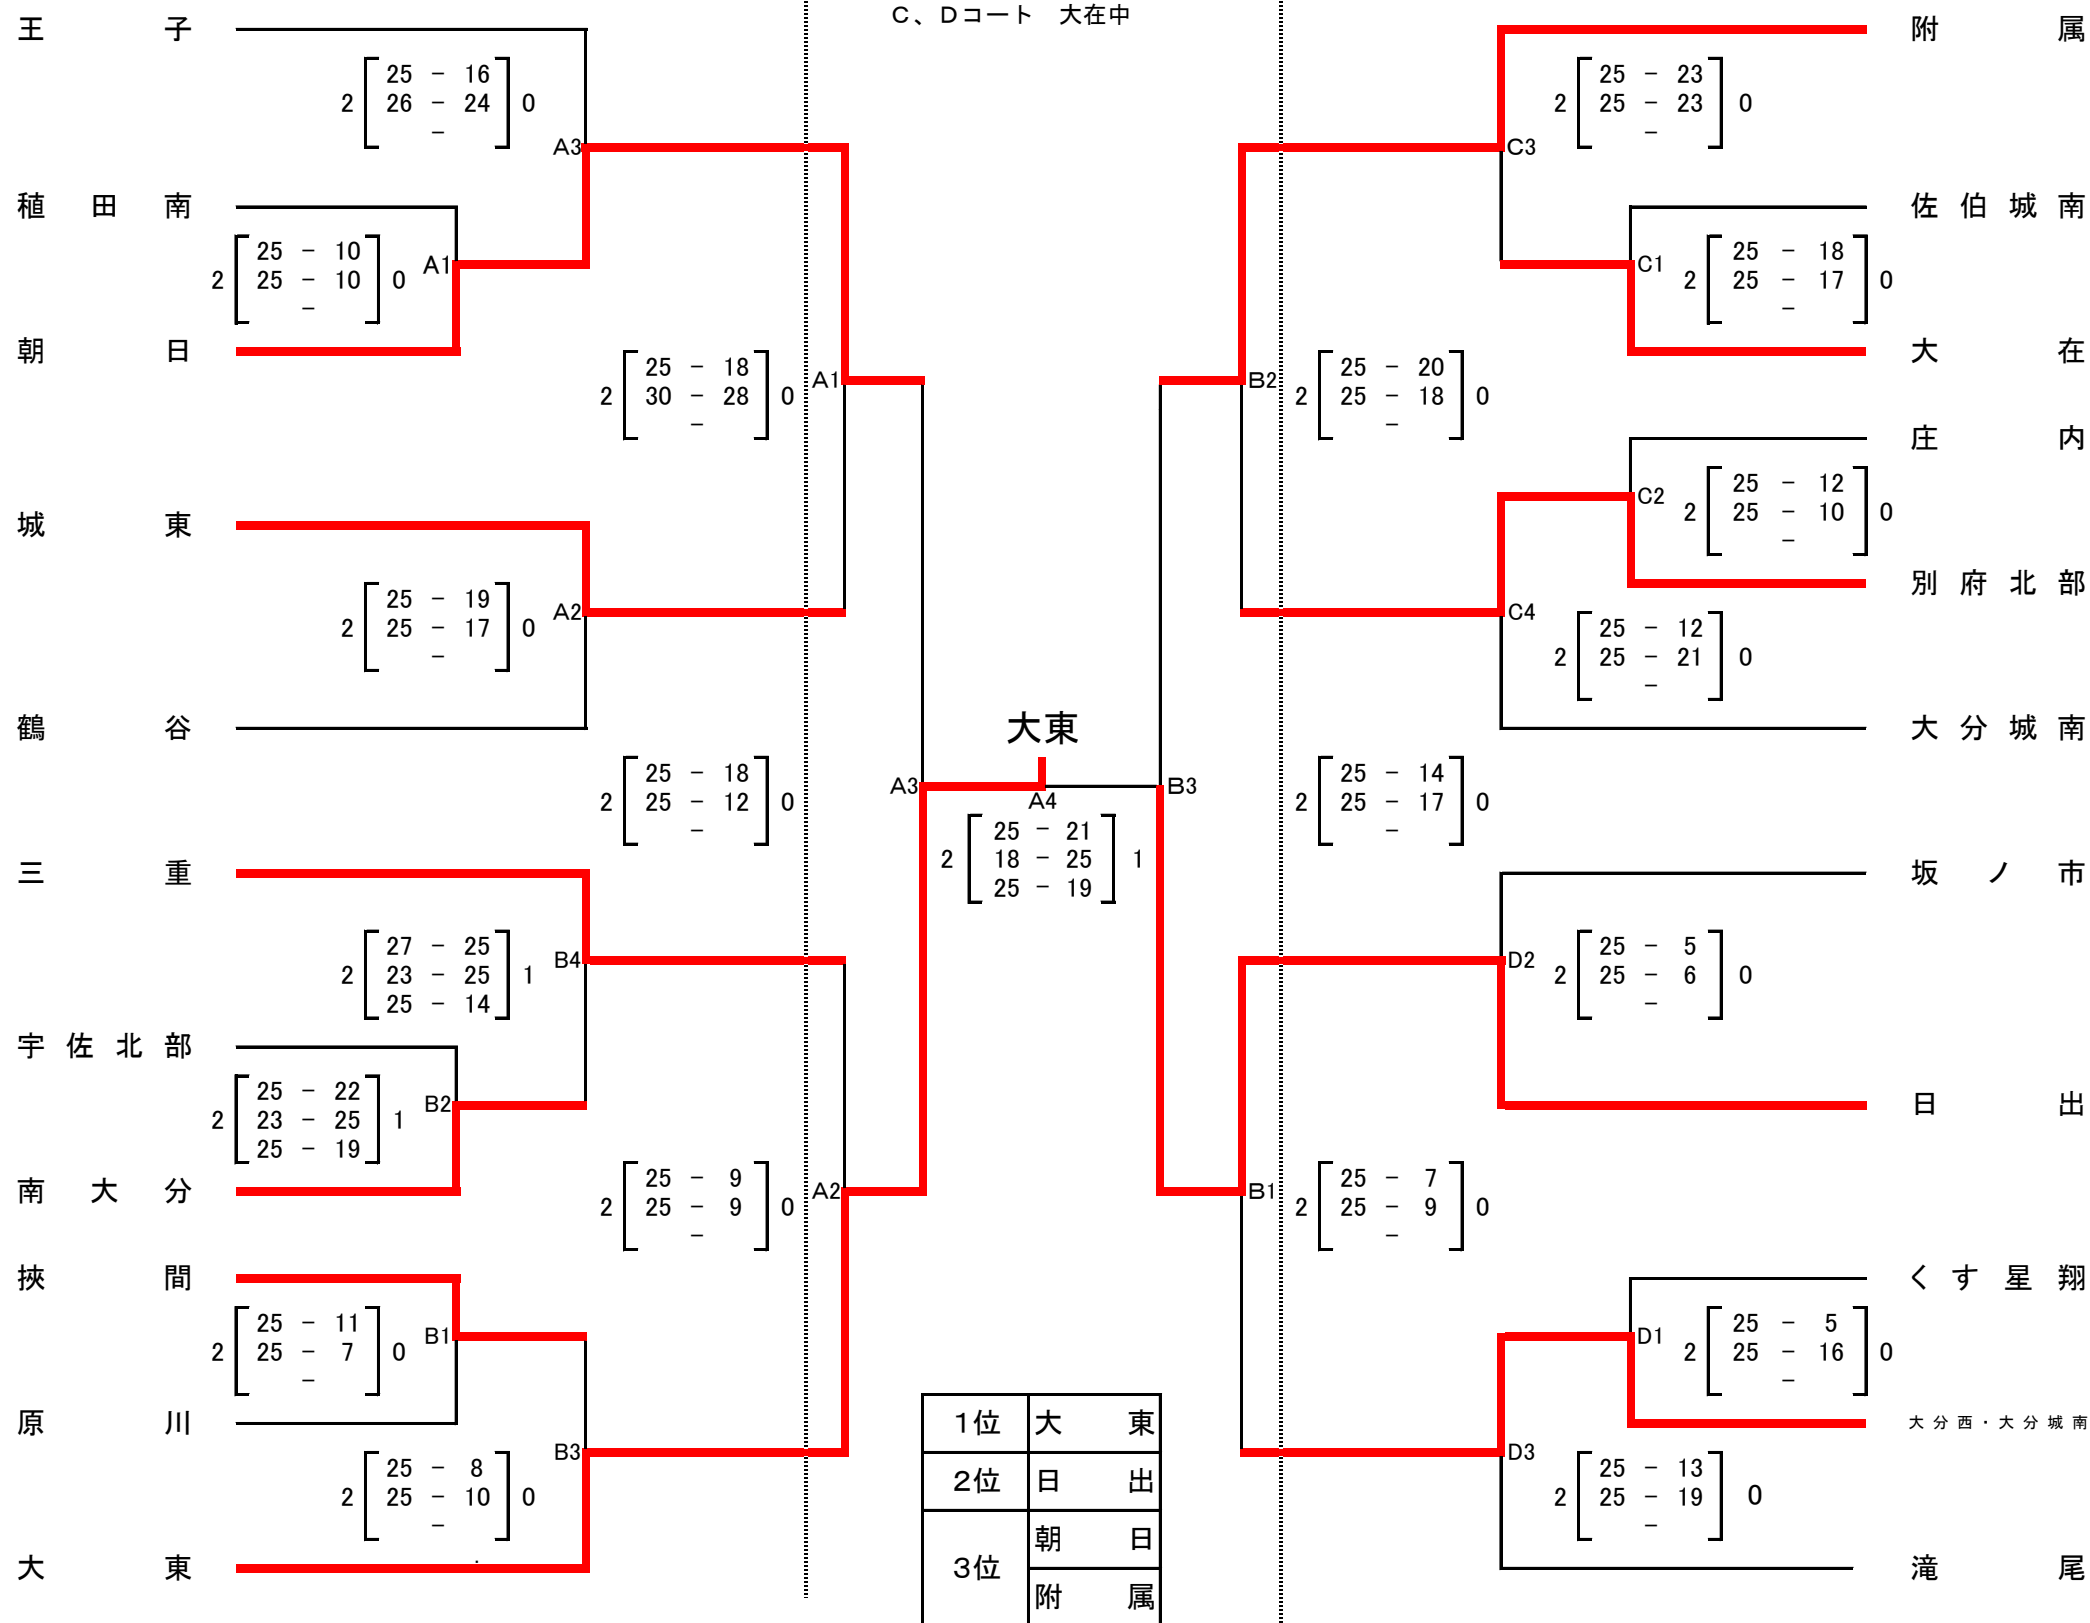 C、Dコート　大在中
王子
附属
25 － 16
2 26 － 24 0
－
A3
25 － 23
2 25 － 23 0
－
C3
稙田南
佐伯城南
25 － 10
2 25 － 10 0
－
A1
25 － 18
2 25 － 17 0
－
C1
朝日
大在
25 － 18
2 30 － 28 0
－
A1
25 － 20
2 25 － 18 0
－
B2
庄内
25 － 12
2 25 － 10 0
－
C2
城東
別府北部
25 － 19
2 25 － 17 0
－
A2
25 － 12
2 25 － 21 0
－
C4
鶴谷
大東
大分城南
25 － 18
2 25 － 12 0
－
A3
A4
B3
25 － 14
2 25 － 17 0
－
25 － 21
2 18 － 25 1
25 － 19
三重
坂ノ市
27 － 25
2 23 － 25 1
25 － 14
B4
25 － 5
2 25 － 6 0
－
D2
宇佐北部
25 － 22
2 23 － 25 1
25 － 19
B2
日出
南大分
25 － 9
2 25 － 9 0
－
A2
25 － 7
2 25 － 9 0
－
B1
挾間
くす星翔
25 － 11
2 25 － 7 0
－
B1
25 － 5
2 25 － 16 0
－
D1
原川
大分西・大分城南
25 － 8
2 25 － 10 0
－
B3
25 － 13
2 25 － 19 0
－
D3
大東
滝尾
1位 大東
2位 日出
3位 朝日
附属